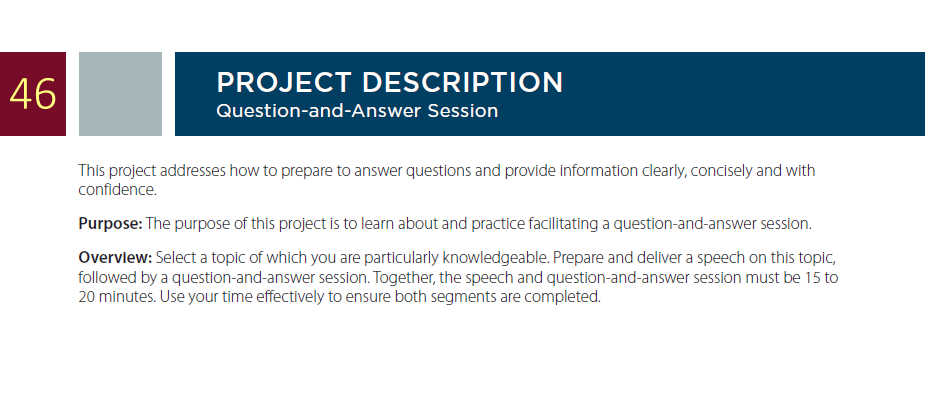 46
PROJECT DESCRIPTION
Question-and-Answer Session
This project addresses how to prepare to answer questions and provide information clearly, concisely and with
confidence.
Purpose: The purpose of this project is to learn about and practice facilitating a question-and-answer session.
Overview: Select a topic of which you are particularly knowledgeable. Prepare and deliver a speech on this topic,
followed by a question-and-answer session. Together, the speech and question-and-answer session must be 15 to
20 minutes. Use your time effectively to ensure both segments are completed.